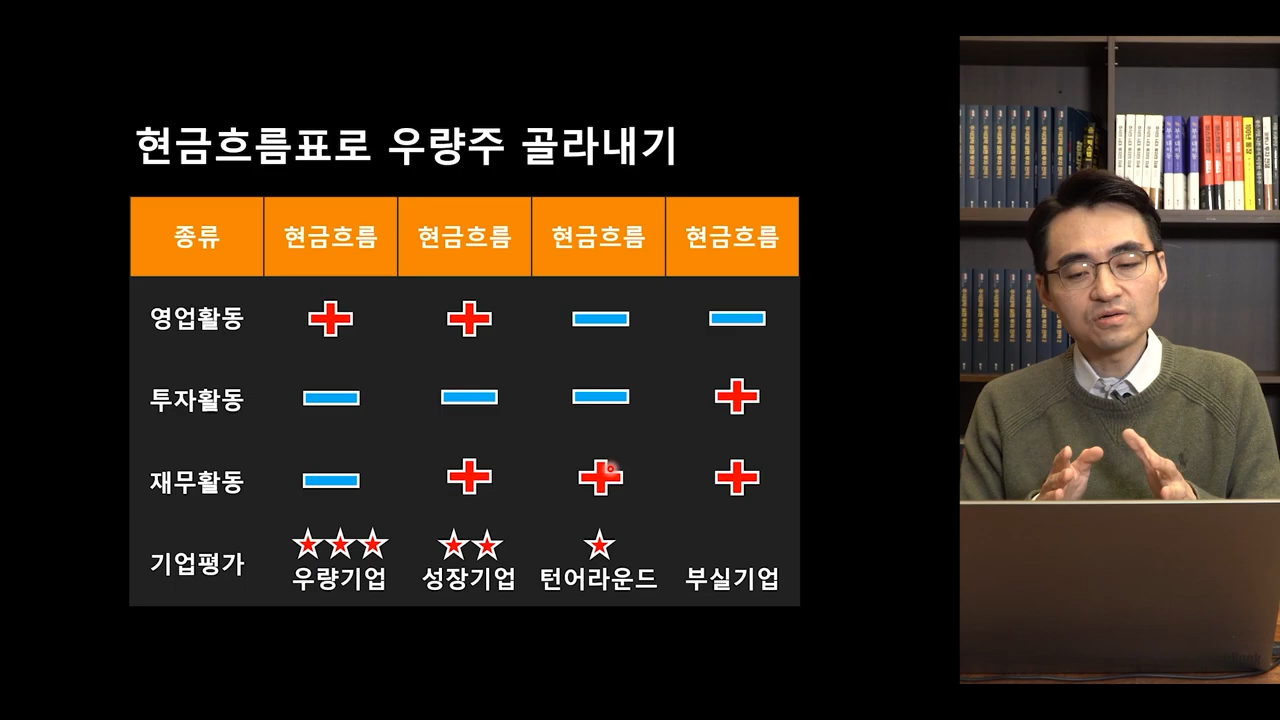 현금흐름표로 우량주 골라내기
종류 현금흐름 현금흐름 현금흐름 현금흐름
영업활동
투자활동
재무활동
기업평가
우량기업 성장기업 턴어라운드 부실기업